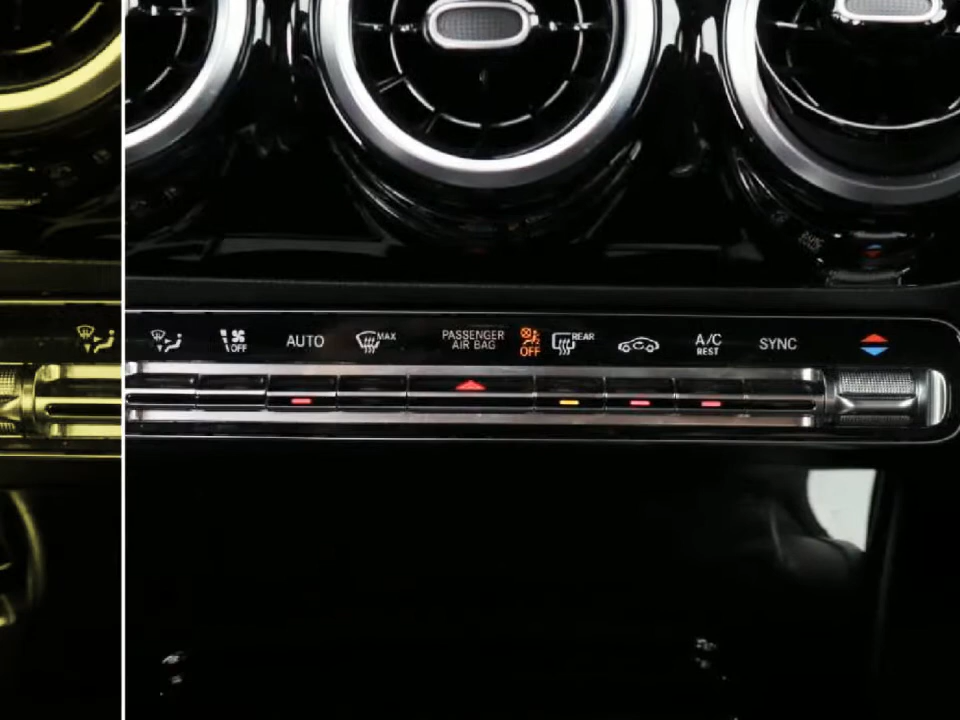 OFF
AUTO
MAX
PASSENGER
AIR BAG
OFF
REAR
A/C
REST
SYNC